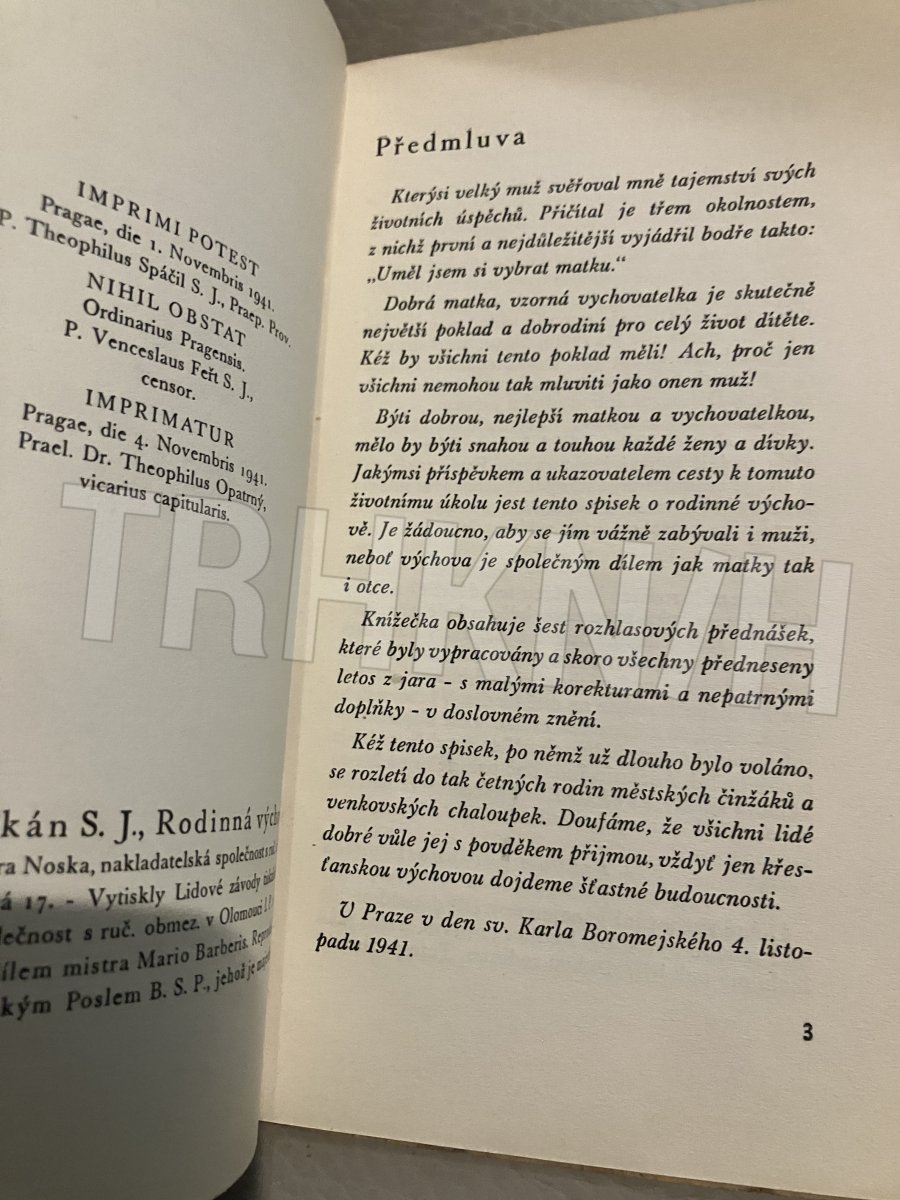 IMPRIMI POTEST
Pragae, die 1. Novembris 1941.
P. Theophilus Spáčil S. J., Praep. Prov.
NIHIL OBSTAT
Ordinarius Pragensis.
P. Venceslaus Feřt S. J.,
censor.
IMPRIMATUR
Pragae, die 4. Novembris 1941.
Prael. Dr. Theophilus Opatrný,
vicarius capitularis.
kán S. J., Rodinná vých
ra Noska, nakladatelská společnost s
á 17. - Vytiskly Lidové závody
lečnost s ruč. obmez. v Olomouci
ílem mistra Mario Barberis.
kým Poslem B. S. P., jehož je
Předmluva
Kterýsi velký muž svěřoval mně tajemství svých
životních úspěchů. Přičítal je třem okolnostem,
z nichž první a nejdůležitější vyjádřil bodře takto:
„Uměl jsem si vybrat matku.“
Dobrá matka, vzorná vychovatelka je skutečně
největší poklad a dobrodiní pro celý život dítěte.
Kéž by všichni tento poklad měli! Ach, proč jen
všichni nemohou tak mluviti jako onen muž!
Býti dobrou, nejlepší matkou a vychovatelkou,
mělo by býti snahou a touhou každé ženy a dívky.
Jakýmsi příspěvkem a ukazovatelem cesty k tomuto
životnímu úkolu jest tento spisek o rodinné výcho-
vě. Je žádoucno, aby se jím vážně zabývali i muži,
neboť výchova je společným dílem jak matky tak
i otce.
Knížečka obsahuje šest rozhlasových přednášek,
které byly vypracovány a skoro všechny předneseny
letos z jara - s malými korekturami a nepatrnými
doplňky - v doslovném znění.
Kéž tento spisek, po němž už dlouho bylo voláno,
se rozletí do tak četných rodin městských činžáků a
venkovských chaloupek. Doufáme, že všichni lidé
dobré vůle jej s povděkem přijmou, vždyť jen křes-
ťanskou výchovou dojdeme šťastné budoucnosti.
V Praze v den sv. Karla Boromejského 4. listo-
padu 1941.
3
TRHKNIH